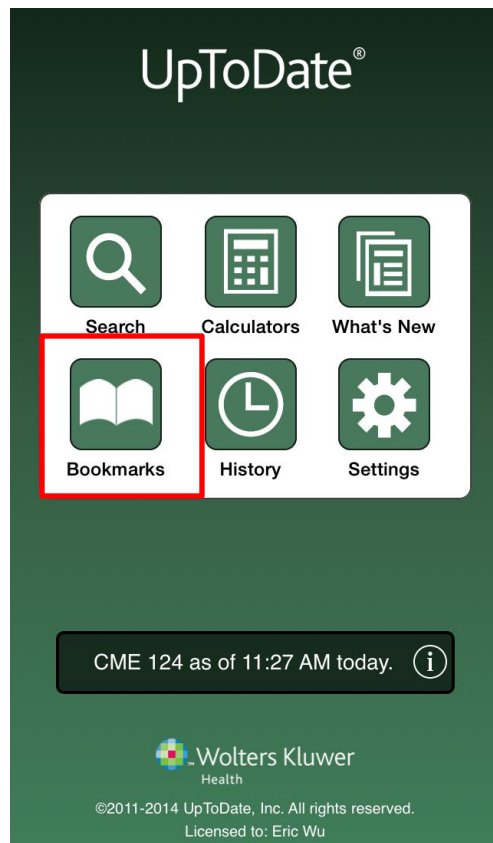 UpToDate®
Search Calculators What's New
Bookmarks History Settings
CME 124 as of 11:27 AM today. i
Wolters Kluwer
Health
©2011-2014 UpToDate, Inc. All rights reserved.
Licensed to: Eric Wu